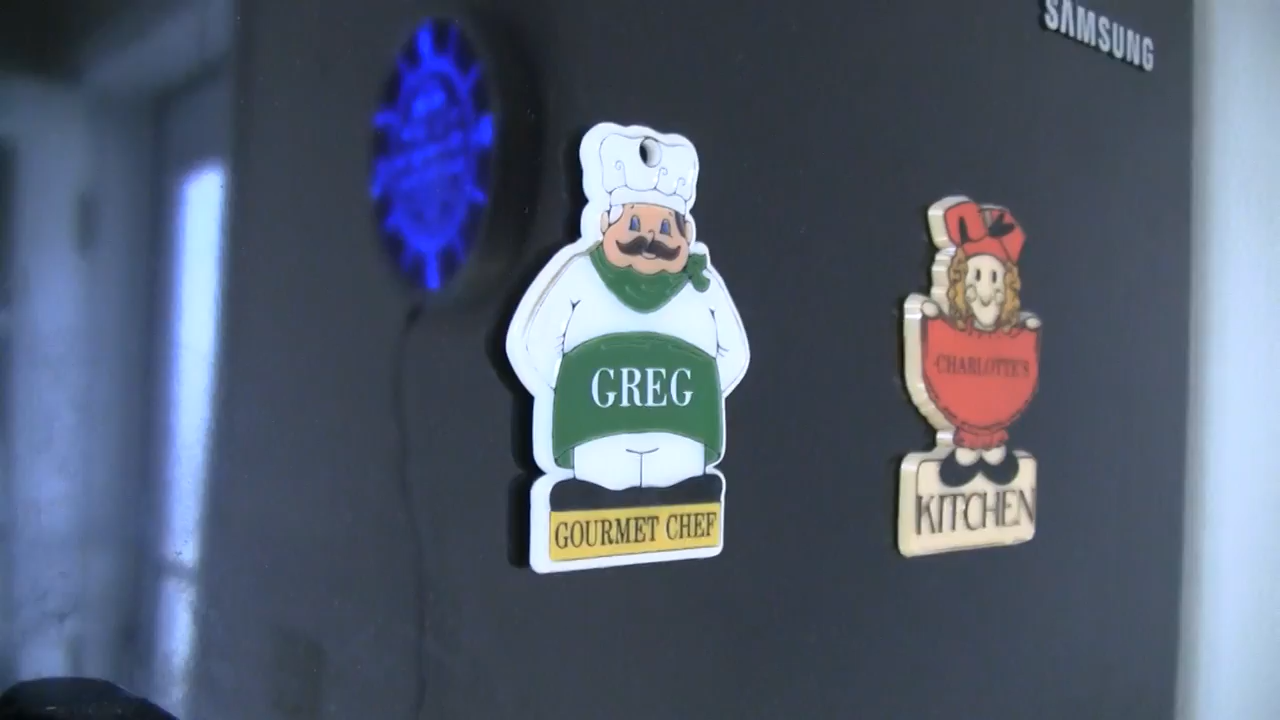 SAMSUNG
GREG
GOURMET CHEF
CHARLOTTE'S
KITCHEN